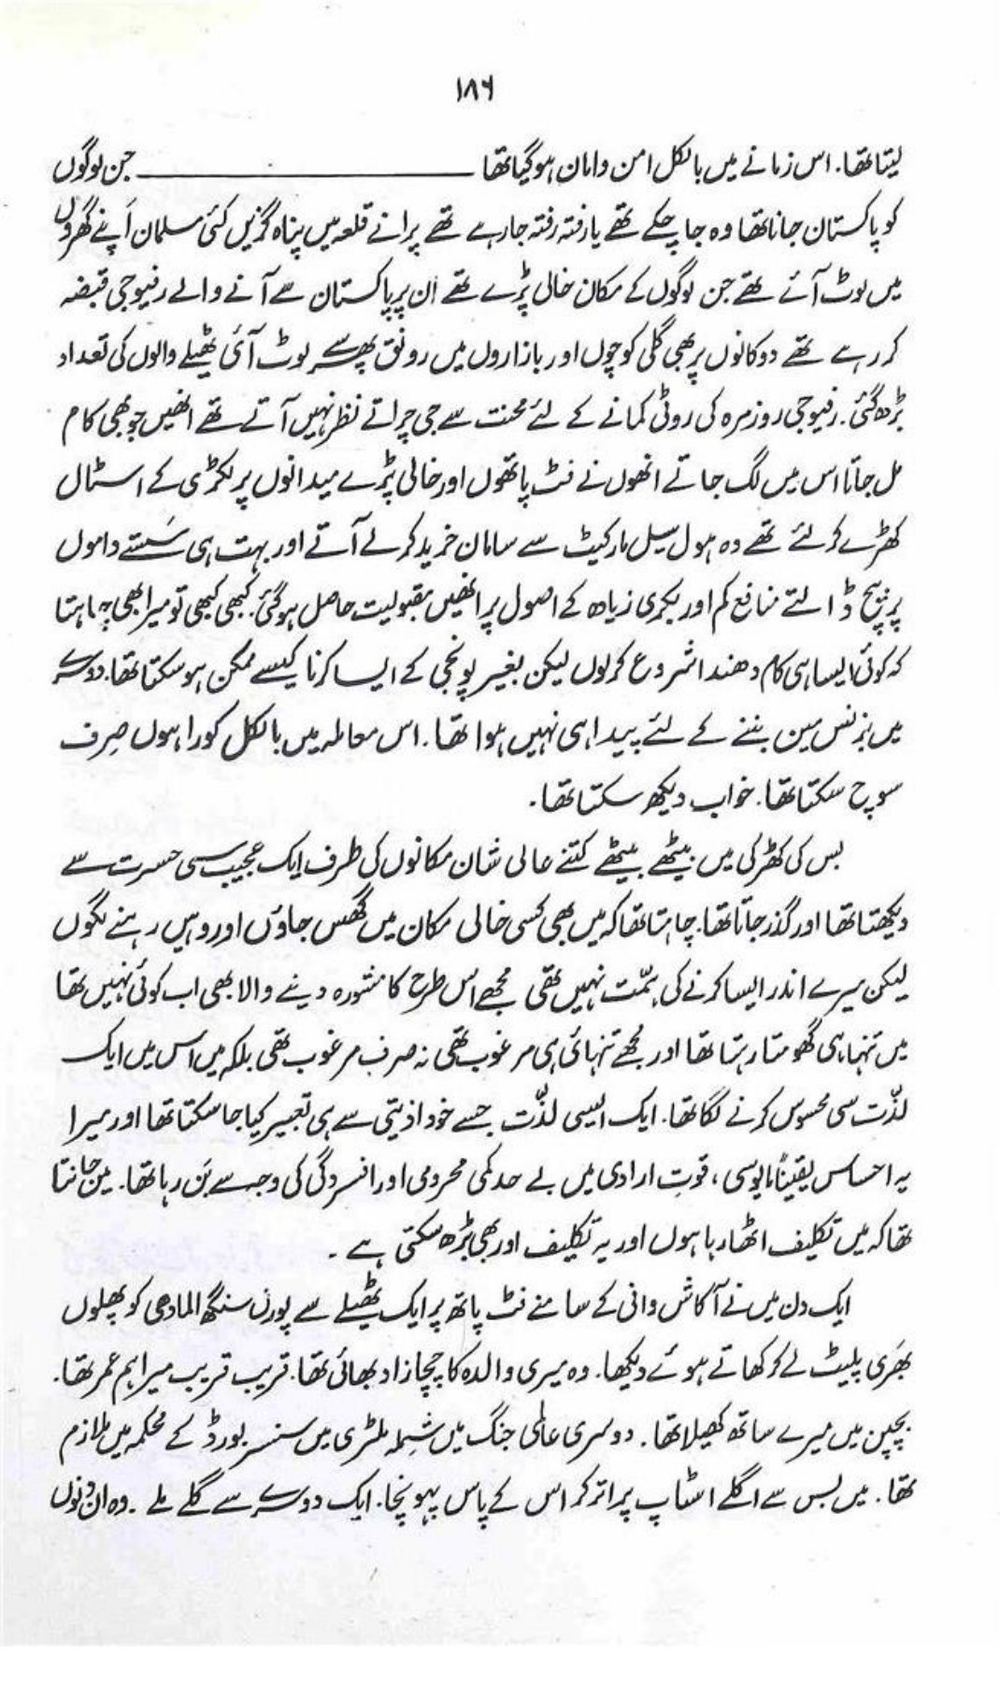 ۱۸۶
لیتا تھا۔ اس زمانے میں بالکل امن و امان ہو گیا تھا ـــــــــــــــــ جن لوگوں
کو پاکستان جانا تھا وہ جا چکے تھے یا رفتہ رفتہ جا رہے تھے پرانے قلعہ میں پناہ گزیں کئی مسلمان اَپنے گھروں
میں لوٹ آئے تھے جن لوگوں کے مکان خالی پڑے تھے ان پر پاکستان سے آنے والے رفیوجی قبضہ
کر رہے تھے دوکانوں پر بھی گلی کوچوں اور بازاروں میں رونق پھر سے لوٹ آئی ٹھیلے والوں کی تعداد
بڑھ گئی۔ رفیوجی روزمرہ کی روٹی کمانے کے لئے محنت سے جی چراتے نظر نہیں آتے تھے انھیں جو بھی کام
مل جاتا اس میں لگ جاتے انھوں نے فٹ پاتھوں اور خالی پڑے میدانوں پر لکڑی کے اسٹال
کھڑے کر لئے تھے وہ ہول سیل مارکیٹ سے سامان خرید کر لے آتے اور بہت ہی سَستے داموں
پر بیچ ڈالتے منافع کم اور بکری زیادہ کے اصول پر انھیں مقبولیت حاصل ہو گئی۔ کبھی کبھی تو میرا بھی چاہتا
کہ کوئی ایسا ہی کام دھندا شروع کر لوں لیکن بغیر پونجی کے ایسا کرنا کیسے ممکن ہو سکتا تھا۔ دوسرے
میں بزنس مین بننے کے لئے پیدا ہی نہیں ہوا تھا۔ اس معاملہ میں بالکل کورا ہوں صرف
سوچ سکتا تھا۔ خواب دیکھ سکتا تھا۔
بس کی کھڑکی میں بیٹھے بیٹھے کتنے عالی شان مکانوں کی طرف ایک عجیب سی حسرت سے
دیکھتا تھا اور گذر جاتا تھا۔ چاہتا تھا کہ میں بھی کسی خالی مکان میں گھس جاؤں اور وہیں رہنے لگوں
لیکن میرے اندر ایسا کرنے کی ہمّت نہیں تھی مجھے اس طرح کا مشورہ دینے والا بھی اب کوئی نہیں تھا
میں تنہا ہی گھومتا رہتا تھا اور مجھے تنہائی ہی مرغوب تھی نہ صرف مرغوب تھی بلکہ میں اس میں ایک
لذّت سی محسوس کرنے لگا تھا۔ ایک ایسی لذّت جسے خود اذیتی سے ہی تعبیر کیا جا سکتا تھا اور میرا
یہ احساس یقیناً مایوسی، قوتِ ارادی میں بے حد کمی محرومی اور افسردگی کی وجہ سے بَن رہا تھا۔ میں جانتا
تھا کہ میں تکلیف اٹھا رہا ہوں اور یہ تکلیف اور بھی بڑھ سکتی ہے ۔
ایک دن میں نے آکاش وانی کے سامنے فٹ پاتھ پر ایک ٹھیلے سے پورن سنگھ المادھی کو پھلوں
بھَری پلیٹ لے کر کھاتے ہوئے دیکھا۔ وہ میری والدہ کا چچا زاد بھائی تھا۔ قریب قریب میرا ہم عمر تھا۔
بچپن میں میرے ساتھ کھیلا تھا۔ دوسری عالمی جنگ میں شملہ ملٹری میں سنسر بورڈ کے محکمہ میں ملازم
تھا۔ میں بس سے اگلے اسٹاپ پر اتر کر اس کے پاس پہونچا۔ ایک دوسرے سے گلے ملے ۔ وہ ان دنوں